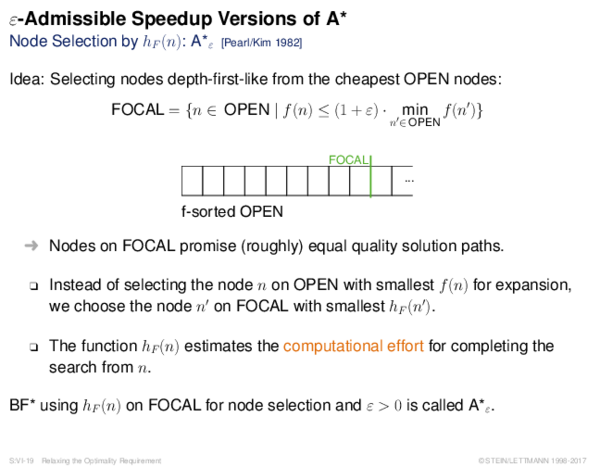 ε-Admissible Speedup Versions of A*
Node Selection by h_F(n): A*_ε [Pearl/Kim 1982]
Idea: Selecting nodes depth-first-like from the cheapest OPEN nodes:
FOCAL = {n ∈ OPEN | f(n) ≤ (1 + ε) · min_{n'∈OPEN} f(n')}
FOCAL
...
f-sorted OPEN
➜ Nodes on FOCAL promise (roughly) equal quality solution paths.
❑ Instead of selecting the node n on OPEN with smallest f(n) for expansion,
we choose the node n' on FOCAL with smallest h_F(n').
❑ The function h_F(n) estimates the computational effort for completing the
search from n.
BF* using h_F(n) on FOCAL for node selection and ε > 0 is called A*_ε.
S:VI-19 Relaxing the Optimality Requirement ©STEIN/LETTMANN 1998-2017